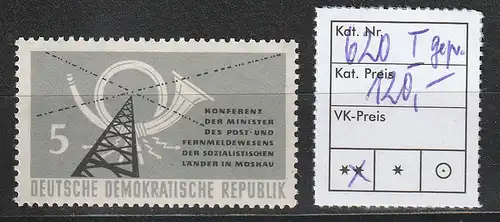 5
KONFERENZ
DER MINISTER
DES POST- UND
FERNMELDEWESENS
DER SOZIALISTISCHEN
LÄNDER IN MOSKAU
DEUTSCHE DEMOKRATISCHE REPUBLIK
Kat. Nr.
620 I gepr.
Kat. Preis
120,-
VK-Preis
** * ⊙
x